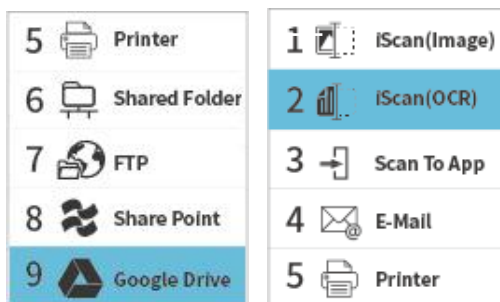 5 Printer
6 Shared Folder
7 FTP
8 Share Point
9 Google Drive
1 iScan(Image)
2 iScan(OCR)
3 Scan To App
4 E-Mail
5 Printer